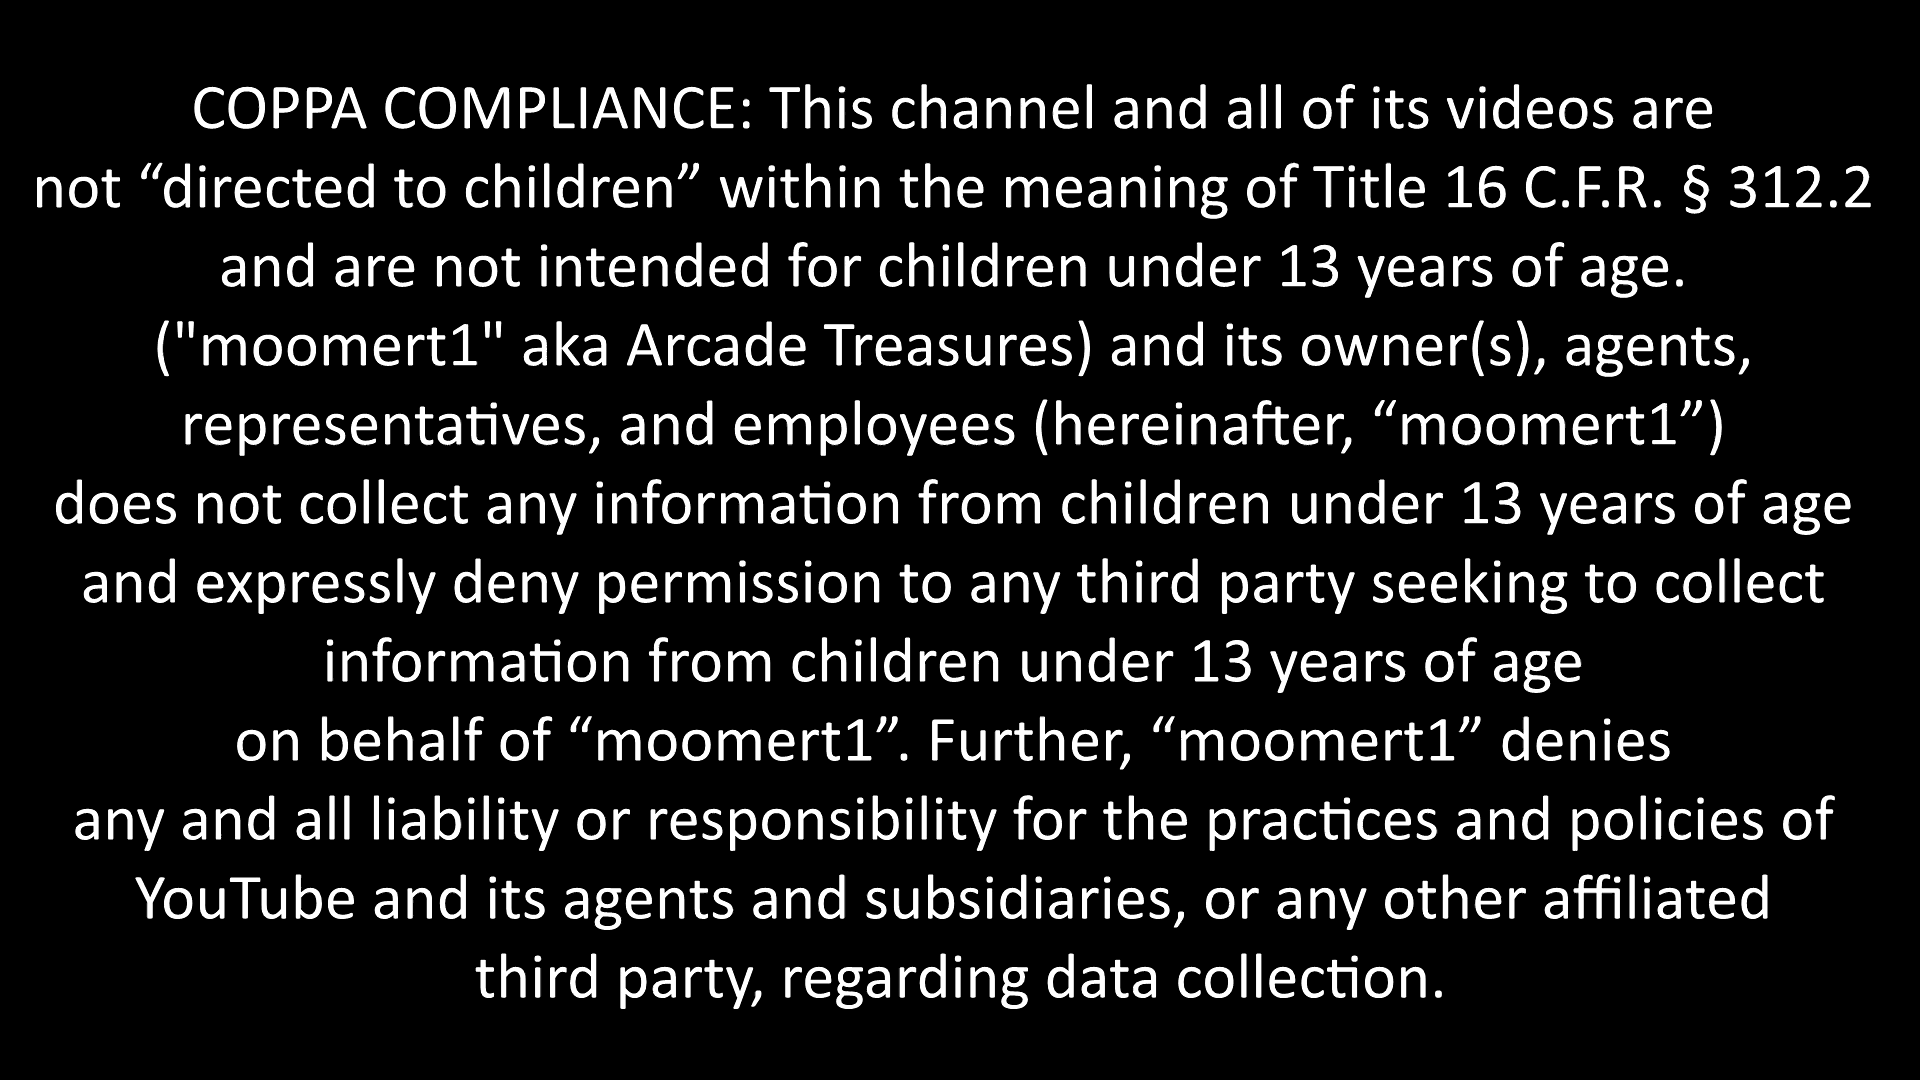 COPPA COMPLIANCE: This channel and all of its videos are
not “directed to children” within the meaning of Title 16 C.F.R. § 312.2
and are not intended for children under 13 years of age.
("moomert1" aka Arcade Treasures) and its owner(s), agents,
representatives, and employees (hereinafter, “moomert1”)
does not collect any information from children under 13 years of age
and expressly deny permission to any third party seeking to collect
information from children under 13 years of age
on behalf of “moomert1”. Further, “moomert1” denies
any and all liability or responsibility for the practices and policies of
YouTube and its agents and subsidiaries, or any other affiliated
third party, regarding data collection.